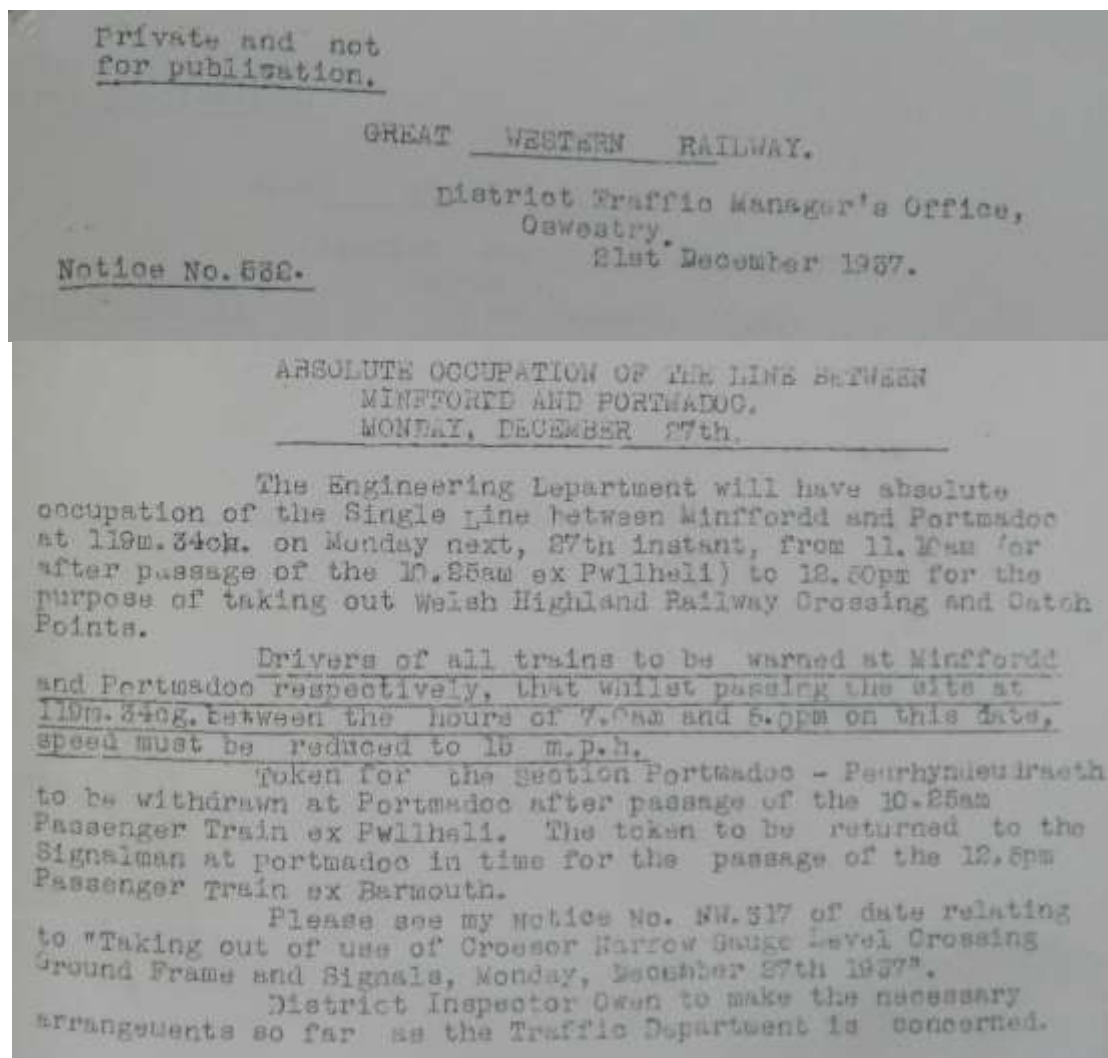 Private and not
for publication.
GREAT WESTERN RAILWAY.
District Traffic Manager's Office,
Oswestry.
21st December 1937.
Notice No. 532.
ABSOLUTE OCCUPATION OF THE LINE BETWEEN
MINFFORDD AND PORTMADOC.
MONDAY, DECEMBER 27th.
The Engineering Department will have absolute
occupation of the Single Line between Minffordd and Portmadoc
at 119m.34ch. on Monday next, 27th instant, from 11.10am (or
after passage of the 10.25am ex Pwllheli) to 12.50pm for the
purpose of taking out Welsh Highland Railway Crossing and Catch
Points.
Drivers of all trains to be warned at Minffordd
and Portmadoc respectively, that whilst passing the site at
119m.34cg. between the hours of 7.0am and 5.0pm on this date,
speed must be reduced to 15 m.p.h.
Token for the Section Portmadoc - Penrhyndeudraeth
to be withdrawn at Portmadoc after passage of the 10.25am
Passenger Train ex Pwllheli. The token to be returned to the
Signalman at Portmadoc in time for the passage of the 12.5pm
Passenger Train ex Barmouth.
Please see my Notice No. NW.317 of date relating
to "Taking out of use of Croesor Narrow Gauge Level Crossing
Ground Frame and Signals, Monday, December 27th 1937".
District Inspector Owen to make the necessary
arrangements so far as the Traffic Department is concerned.